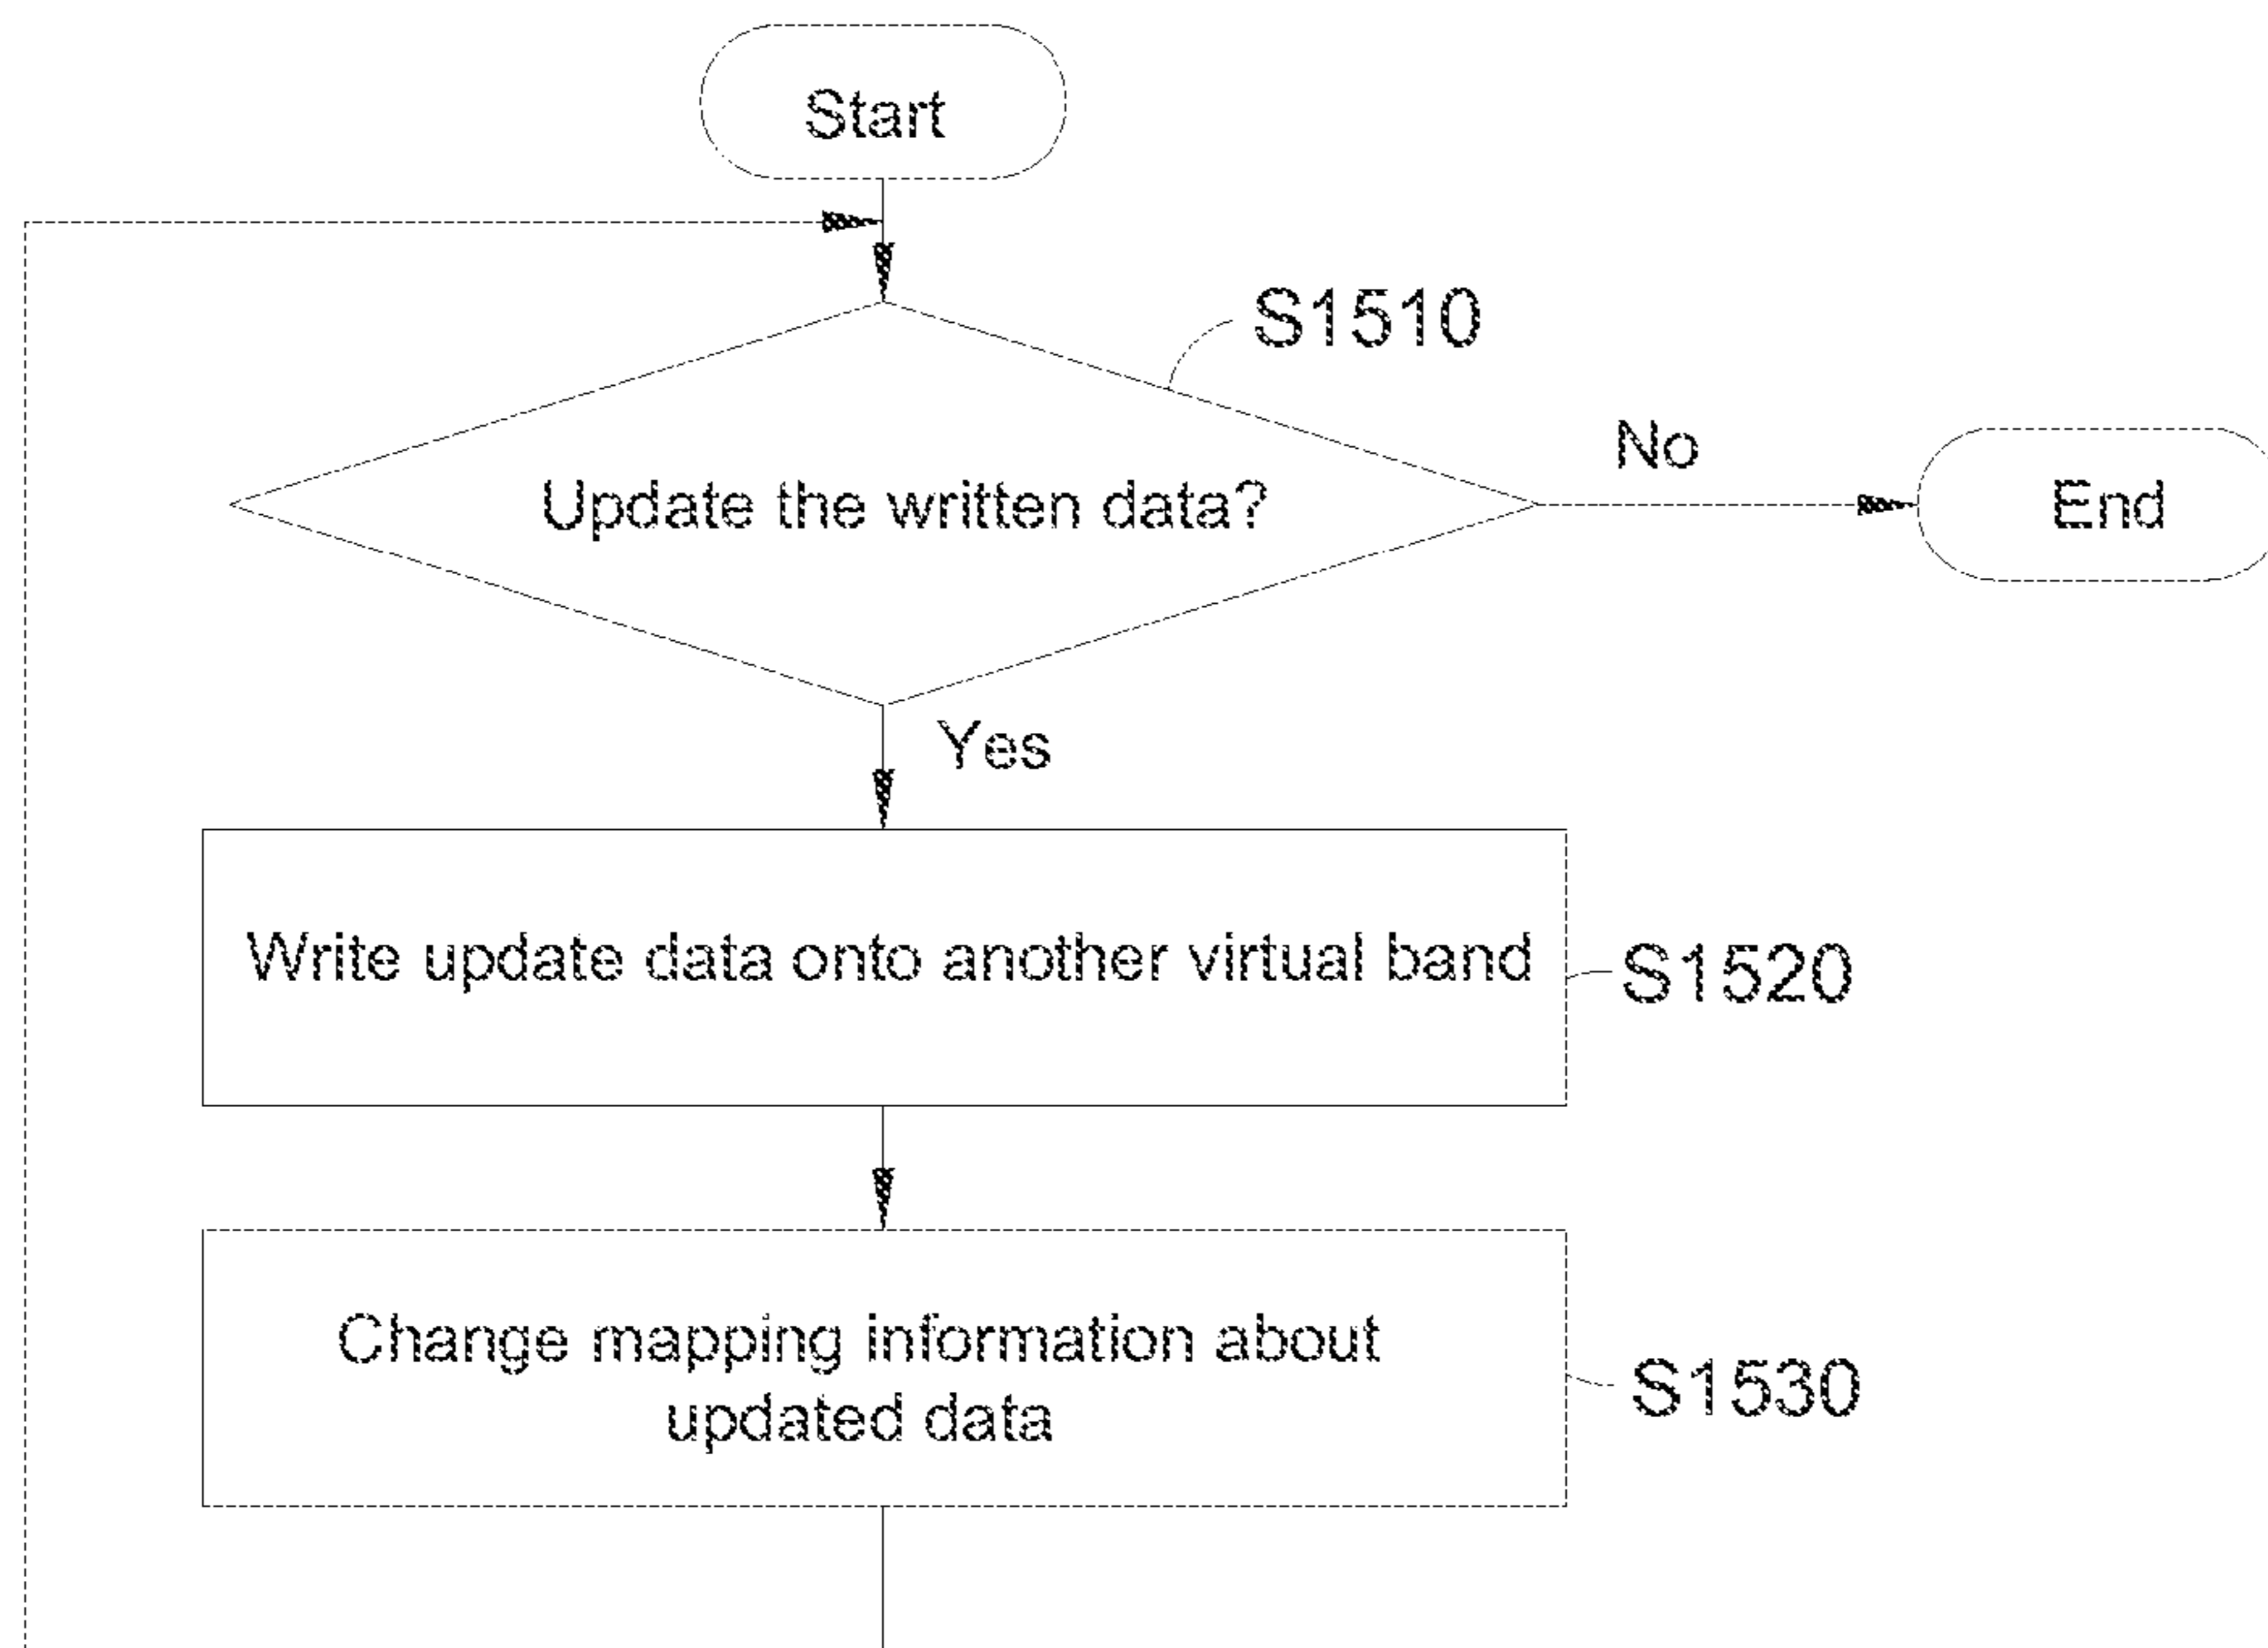 Start
S1510
Update the written data?
No
End
Yes
Write update data onto another virtual band
S1520
Change mapping information about
updated data
S1530